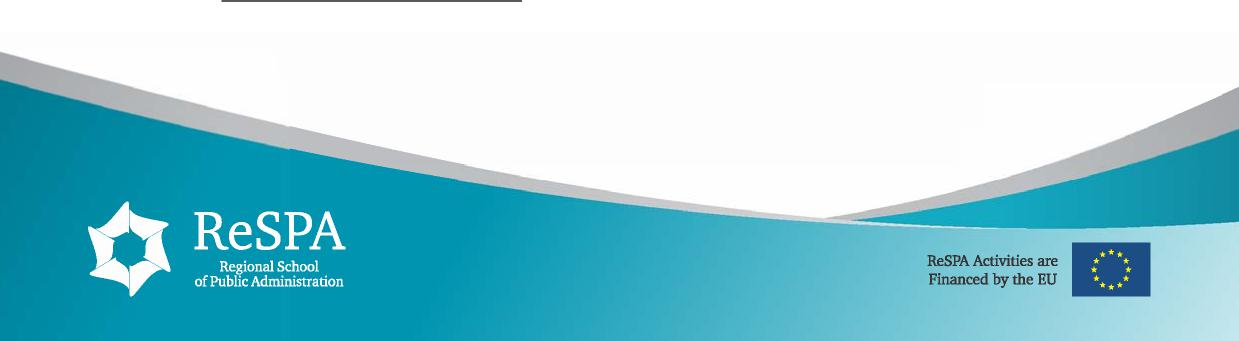 ReSPA
Regional School
of Public Administration
ReSPA Activities are
Financed by the EU